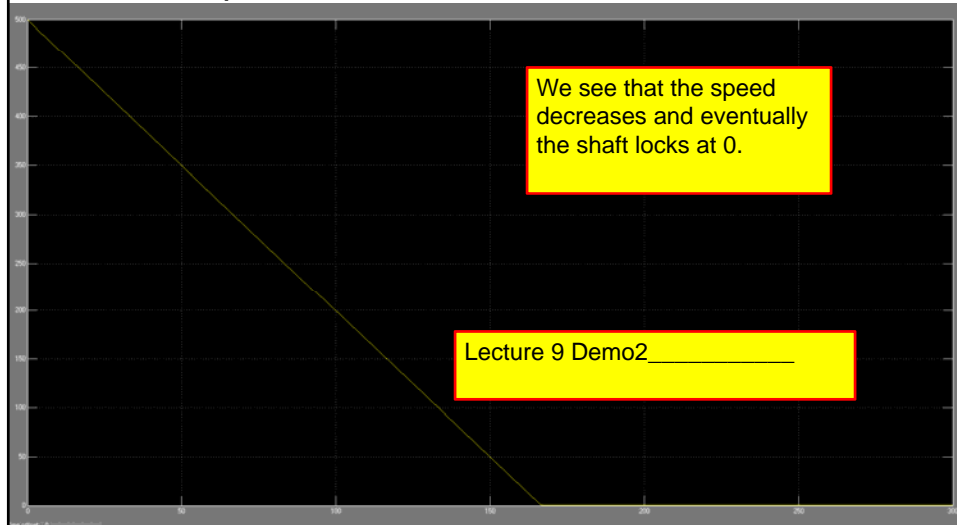 500
We see that the speed
450
decreases and eventually
400
the shaft locks at 0.
350
300
250
200
Lecture 9 Demo2___________
150
100
50
0
0 50 100 150 200 250 300